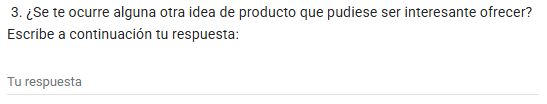 3. ¿Se te ocurre alguna otra idea de producto que pudiese ser interesante ofrecer?
Escribe a continuación tu respuesta:
Tu respuesta